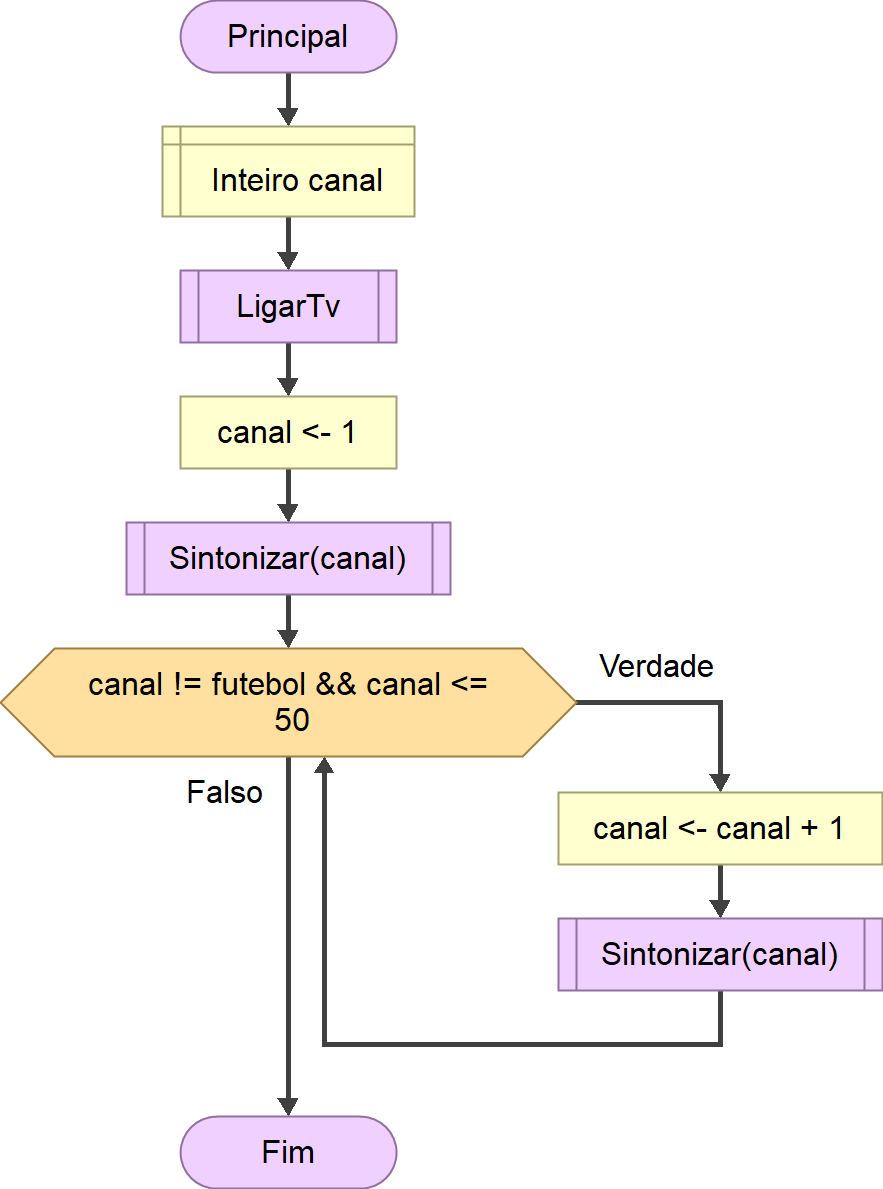 Principal
Inteiro canal
LigarTv
canal <- 1
Sintonizar(canal)
canal != futebol && canal <=
50
Verdade
Falso
canal <- canal + 1
Sintonizar(canal)
Fim